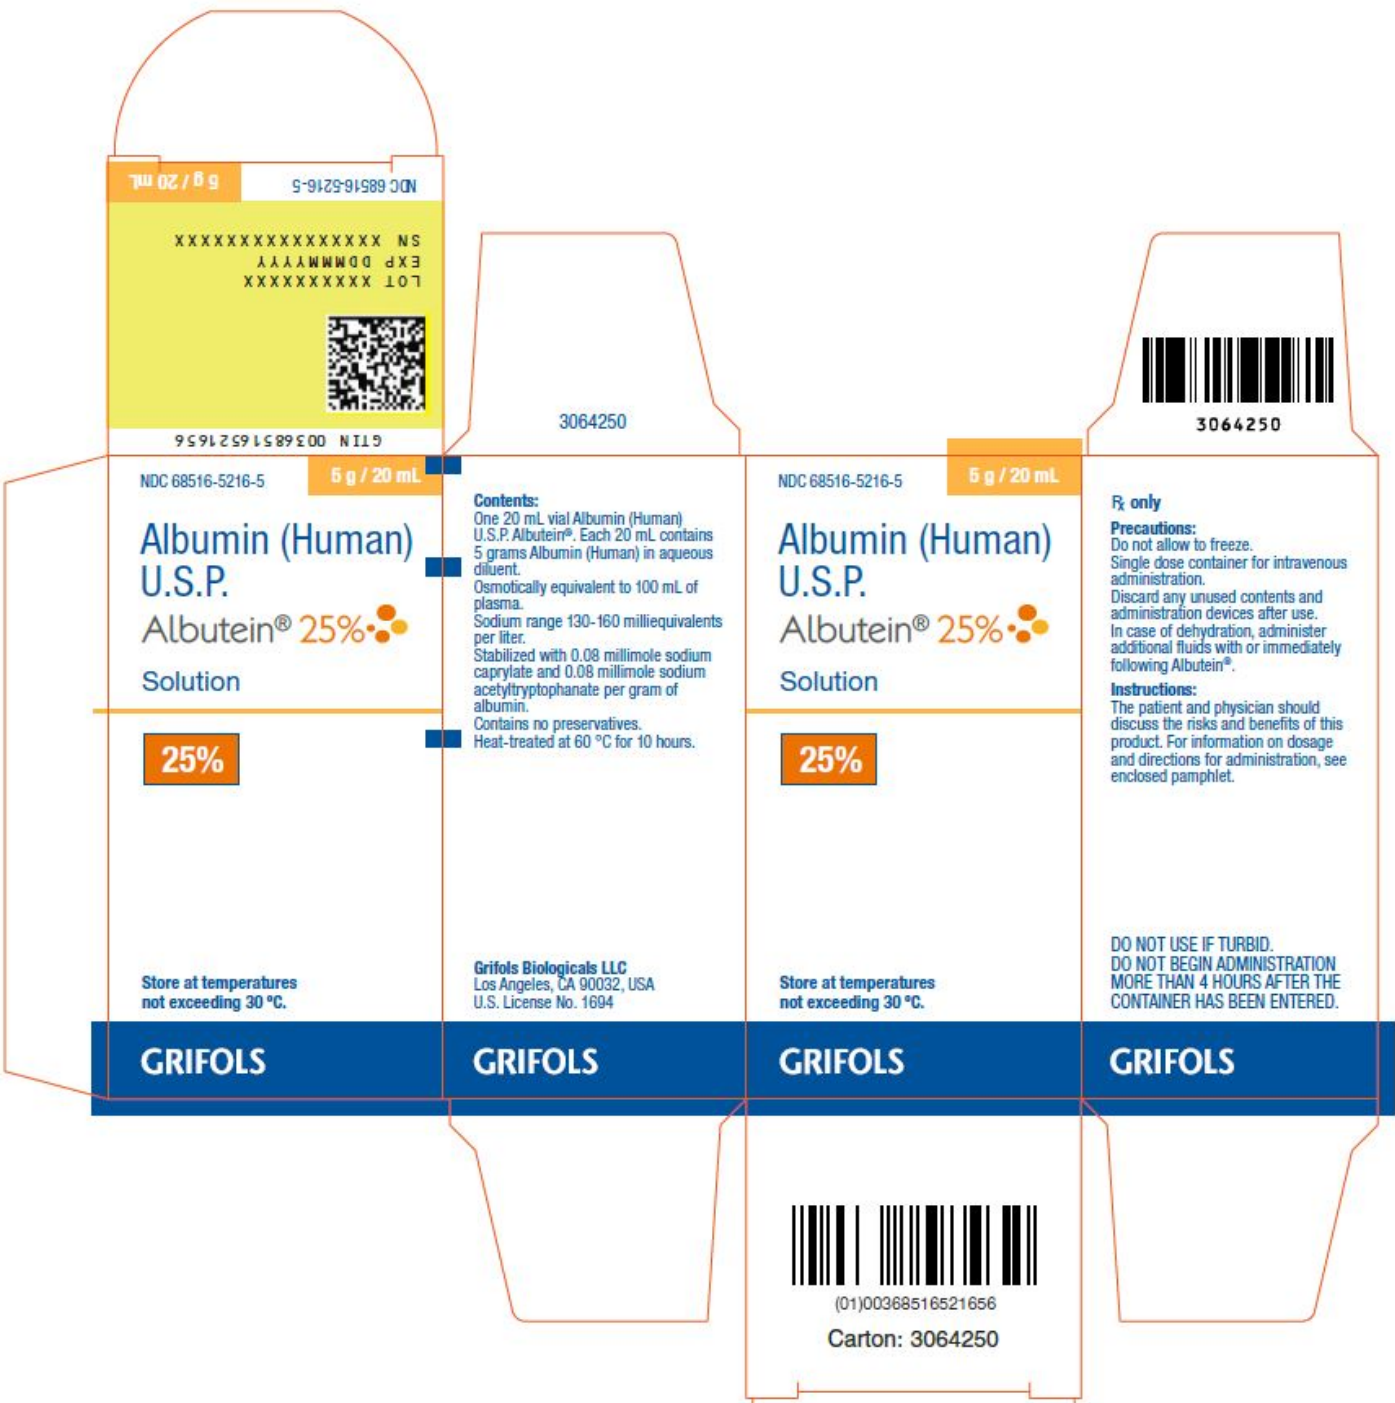 5 g / 20 mL
NDC 68516-5216-5
SN XXXXXXXXXXXXXXXX
EXP DDMMMYYYY
LOT XXXXXXXXXX
GTIN 00368516521656
NDC 68516-5216-5
5 g / 20 mL
Albumin (Human)
U.S.P.
Albutein® 25%
Solution
25%
Store at temperatures
not exceeding 30 ºC.
GRIFOLS
3064250
Contents:
One 20 mL vial Albumin (Human)
U.S.P. Albutein®. Each 20 mL contains
5 grams Albumin (Human) in aqueous
diluent.
Osmotically equivalent to 100 mL of
plasma.
Sodium range 130-160 milliequivalents
per liter.
Stabilized with 0.08 millimole sodium
caprylate and 0.08 millimole sodium
acetyltryptophanate per gram of
albumin.
Contains no preservatives.
Heat-treated at 60 °C for 10 hours.
Grifols Biologicals LLC
Los Angeles, CA 90032, USA
U.S. License No. 1694
GRIFOLS
NDC 68516-5216-5
5 g / 20 mL
Albumin (Human)
U.S.P.
Albutein® 25%
Solution
25%
Store at temperatures
not exceeding 30 ºC.
GRIFOLS
(01)00368516521656
Carton: 3064250
3064250
℞ only
Precautions:
Do not allow to freeze.
Single dose container for intravenous
administration.
Discard any unused contents and
administration devices after use.
In case of dehydration, administer
additional fluids with or immediately
following Albutein®.
Instructions:
The patient and physician should
discuss the risks and benefits of this
product. For information on dosage
and directions for administration, see
enclosed pamphlet.
DO NOT USE IF TURBID.
DO NOT BEGIN ADMINISTRATION
MORE THAN 4 HOURS AFTER THE
CONTAINER HAS BEEN ENTERED.
GRIFOLS